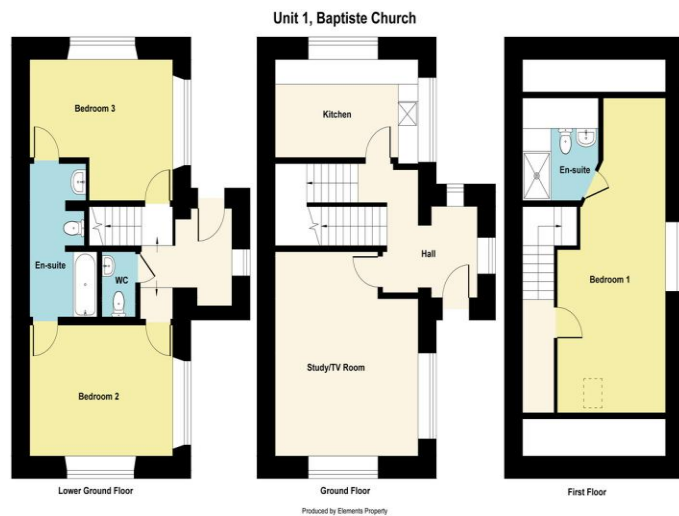 Unit 1, Baptiste Church
Bedroom 3
En-suite
WC
Bedroom 2
Lower Ground Floor
Kitchen
Hall
Study/TV Room
Ground Floor
En-suite
Bedroom 1
First Floor
Produced by Elements Property